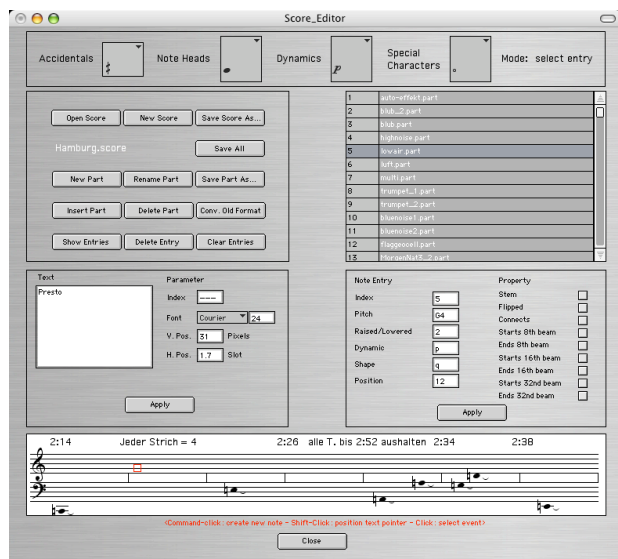 Score_Editor
Accidentals
Note Heads
Dynamics
p
Special
Characters
Mode: select entry
Open Score
New Score
Save Score As...
Hamburg.score
Save All
New Part
Rename Part
Save Part As...
Insert Part
Delete Part
Conv. Old Format
Show Entries
Delete Entry
Clear Entries
1 auto-effekt.part
2 blub_2.part
3 blub.part
4 highnoise.part
5 lowair.part
6 luft.part
7 multi.part
8 trumpet_1.part
9 trumpet_2.part
10 bluenoise1.part
11 bluenoise2.part
12 flaggeocell.part
13 MorgenNat3_2.part
Text
Presto
Parameter
Index ---
Font Courier 24
V. Pos. 31 Pixels
H. Pos. 1.7 Slot
Apply
Note Entry
Index 5
Pitch G4
Raised/Lowered 2
Dynamic p
Shape q
Position 12
Property
Stem
Flipped
Connects
Starts 8th beam
Ends 8th beam
Starts 16th beam
Ends 16th beam
Starts 32nd beam
Ends 32nd beam
Apply
2:14 Jeder Strich = 4 2:26 alle T. bis 2:52 aushalten 2:34 2:38
<Command-click: create new note - Shift-Click: position text pointer - Click: select event>
Close